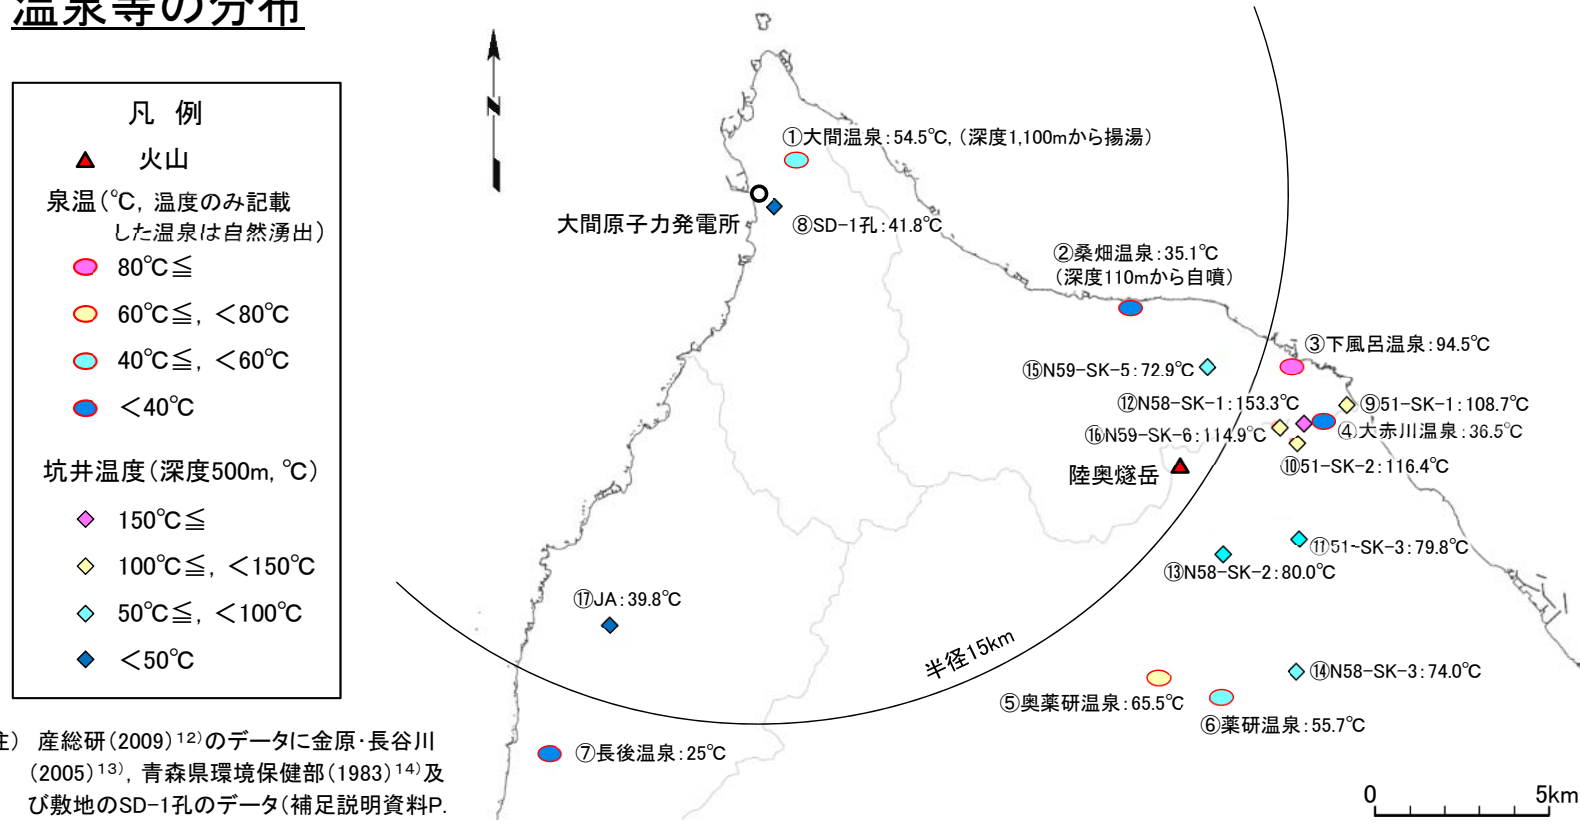 温泉等の分布
凡 例
火山
泉温(℃, 温度のみ記載
した温泉は自然湧出)
80℃≦
60℃≦, <80℃
40℃≦, <60℃
<40℃
坑井温度(深度500m, ℃)
150℃≦
100℃≦, <150℃
50℃≦, <100℃
<50℃
N
①大間温泉:54.5℃, (深度1,100mから揚湯)
大間原子力発電所
⑧SD-1孔:41.8℃
②桑畑温泉:35.1℃
(深度110mから自噴)
③下風呂温泉:94.5℃
⑮N59-SK-5:72.9℃
⑫N58-SK-1:153.3℃
⑨51-SK-1:108.7℃
⑯N59-SK-6:114.9℃
④大赤川温泉:36.5℃
⑩51-SK-2:116.4℃
陸奥燧岳
⑪51-SK-3:79.8℃
⑬N58-SK-2:80.0℃
⑰JA:39.8℃
半径15km
⑭N58-SK-3:74.0℃
⑤奥薬研温泉:65.5℃
⑥薬研温泉:55.7℃
⑦長後温泉:25℃
0 5km
注) 産総研(2009)12)のデータに金原・長谷川
(2005)13), 青森県環境保健部(1983)14)及
び敷地のSD-1孔のデータ(補足説明資料P.